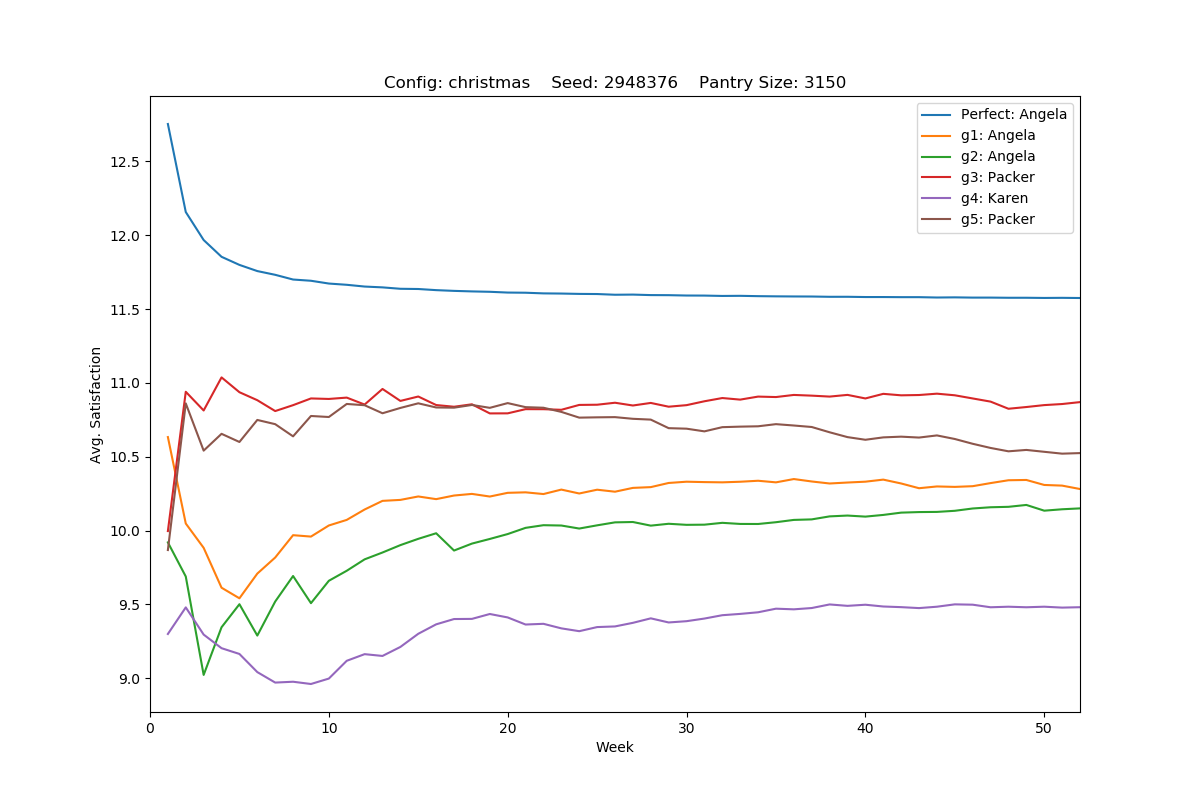 Config: christmas    Seed: 2948376    Pantry Size: 3150
Perfect: Angela
g1: Angela
g2: Angela
g3: Packer
g4: Karen
g5: Packer
Avg. Satisfaction
12.5
12.0
11.5
11.0
10.5
10.0
9.5
9.0
0 10 20 30 40 50
Week